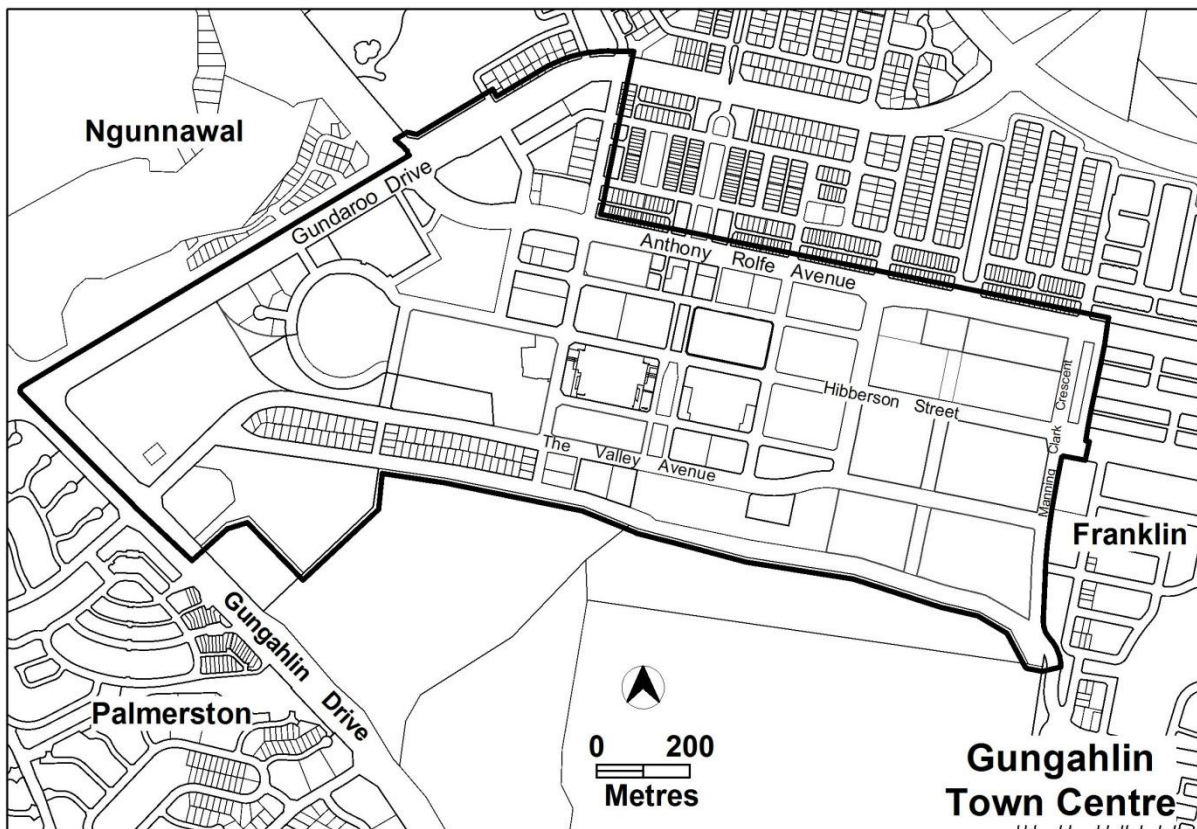 Ngunnawal
Gundaroo Drive
Anthony Rolfe Avenue
Hibberson Street
Manning Clark Crescent
The Valley Avenue
Franklin
Gungahlin Drive
Palmerston
0 200
Metres
Gungahlin
Town Centre